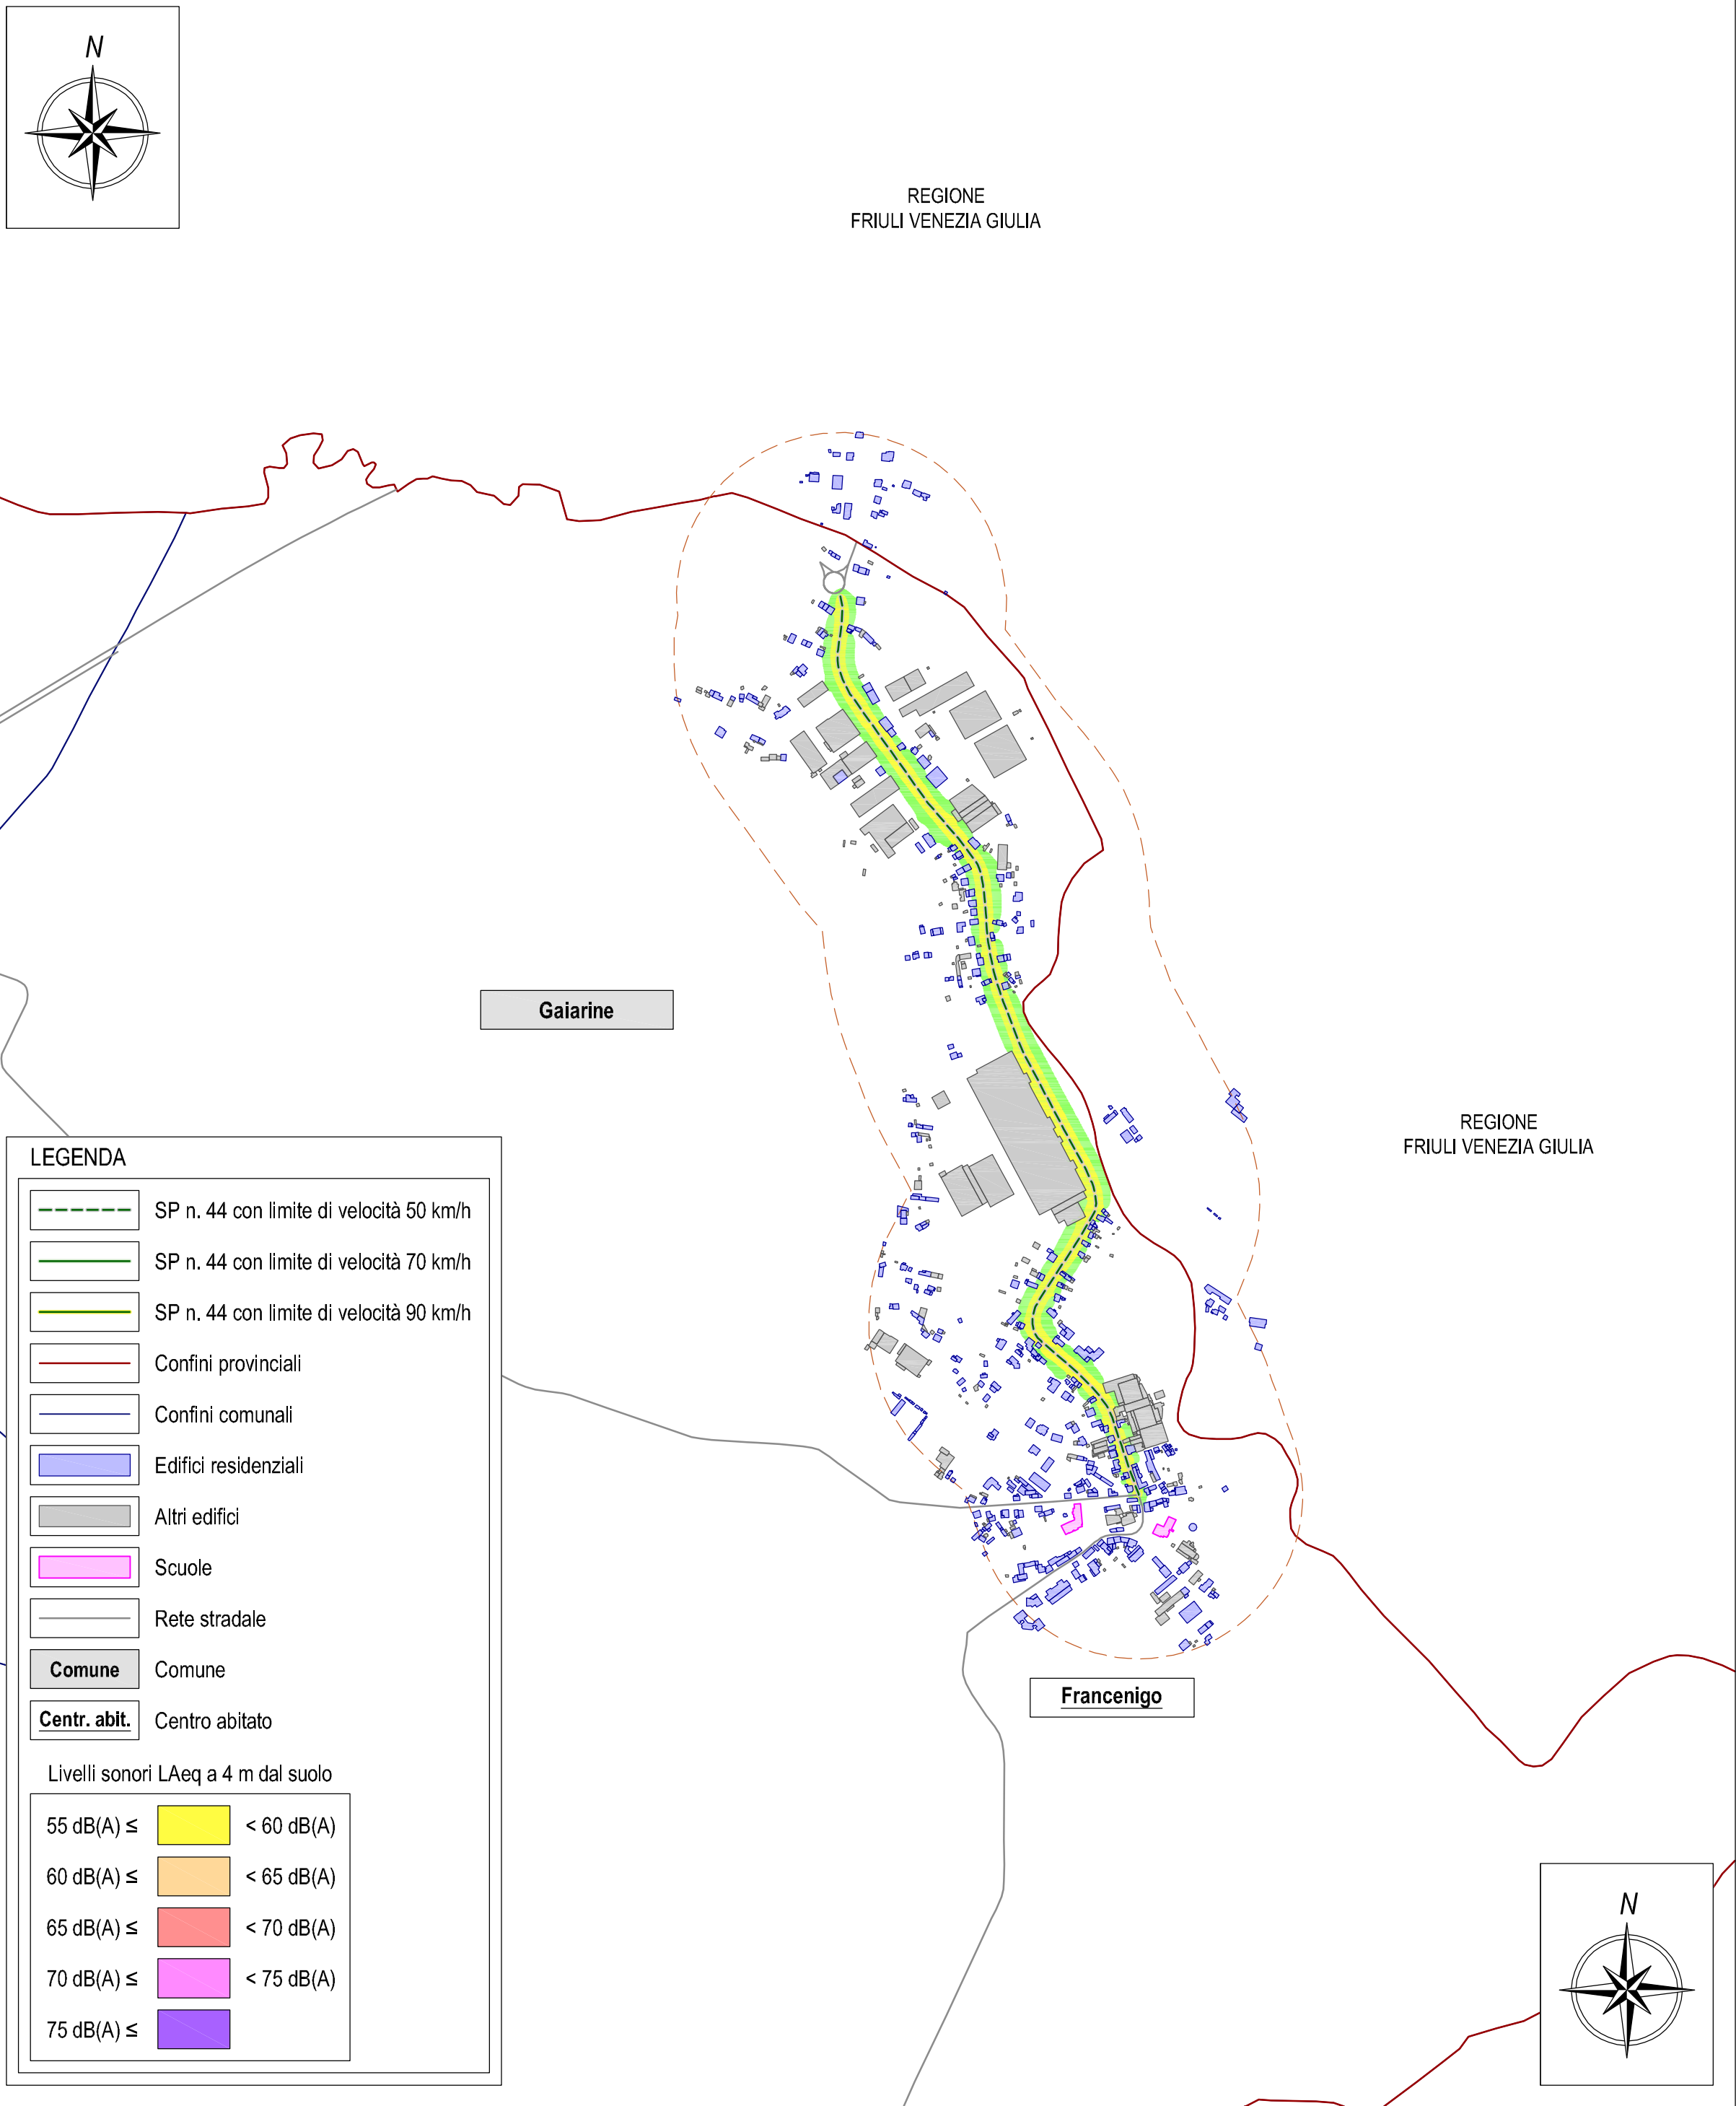 N
REGIONE
FRIULI VENEZIA GIULIA
Gaiarine
REGIONE
FRIULI VENEZIA GIULIA
LEGENDA
SP n. 44 con limite di velocità 50 km/h
SP n. 44 con limite di velocità 70 km/h
SP n. 44 con limite di velocità 90 km/h
Confini provinciali
Confini comunali
Edifici residenziali
Altri edifici
Scuole
Rete stradale
Comune Comune
Centr. abit. Centro abitato
Francenigo
Livelli sonori LAeq a 4 m dal suolo
55 dB(A) ≤ < 60 dB(A)
60 dB(A) ≤ < 65 dB(A)
65 dB(A) ≤ < 70 dB(A)
70 dB(A) ≤ < 75 dB(A)
75 dB(A) ≤
N